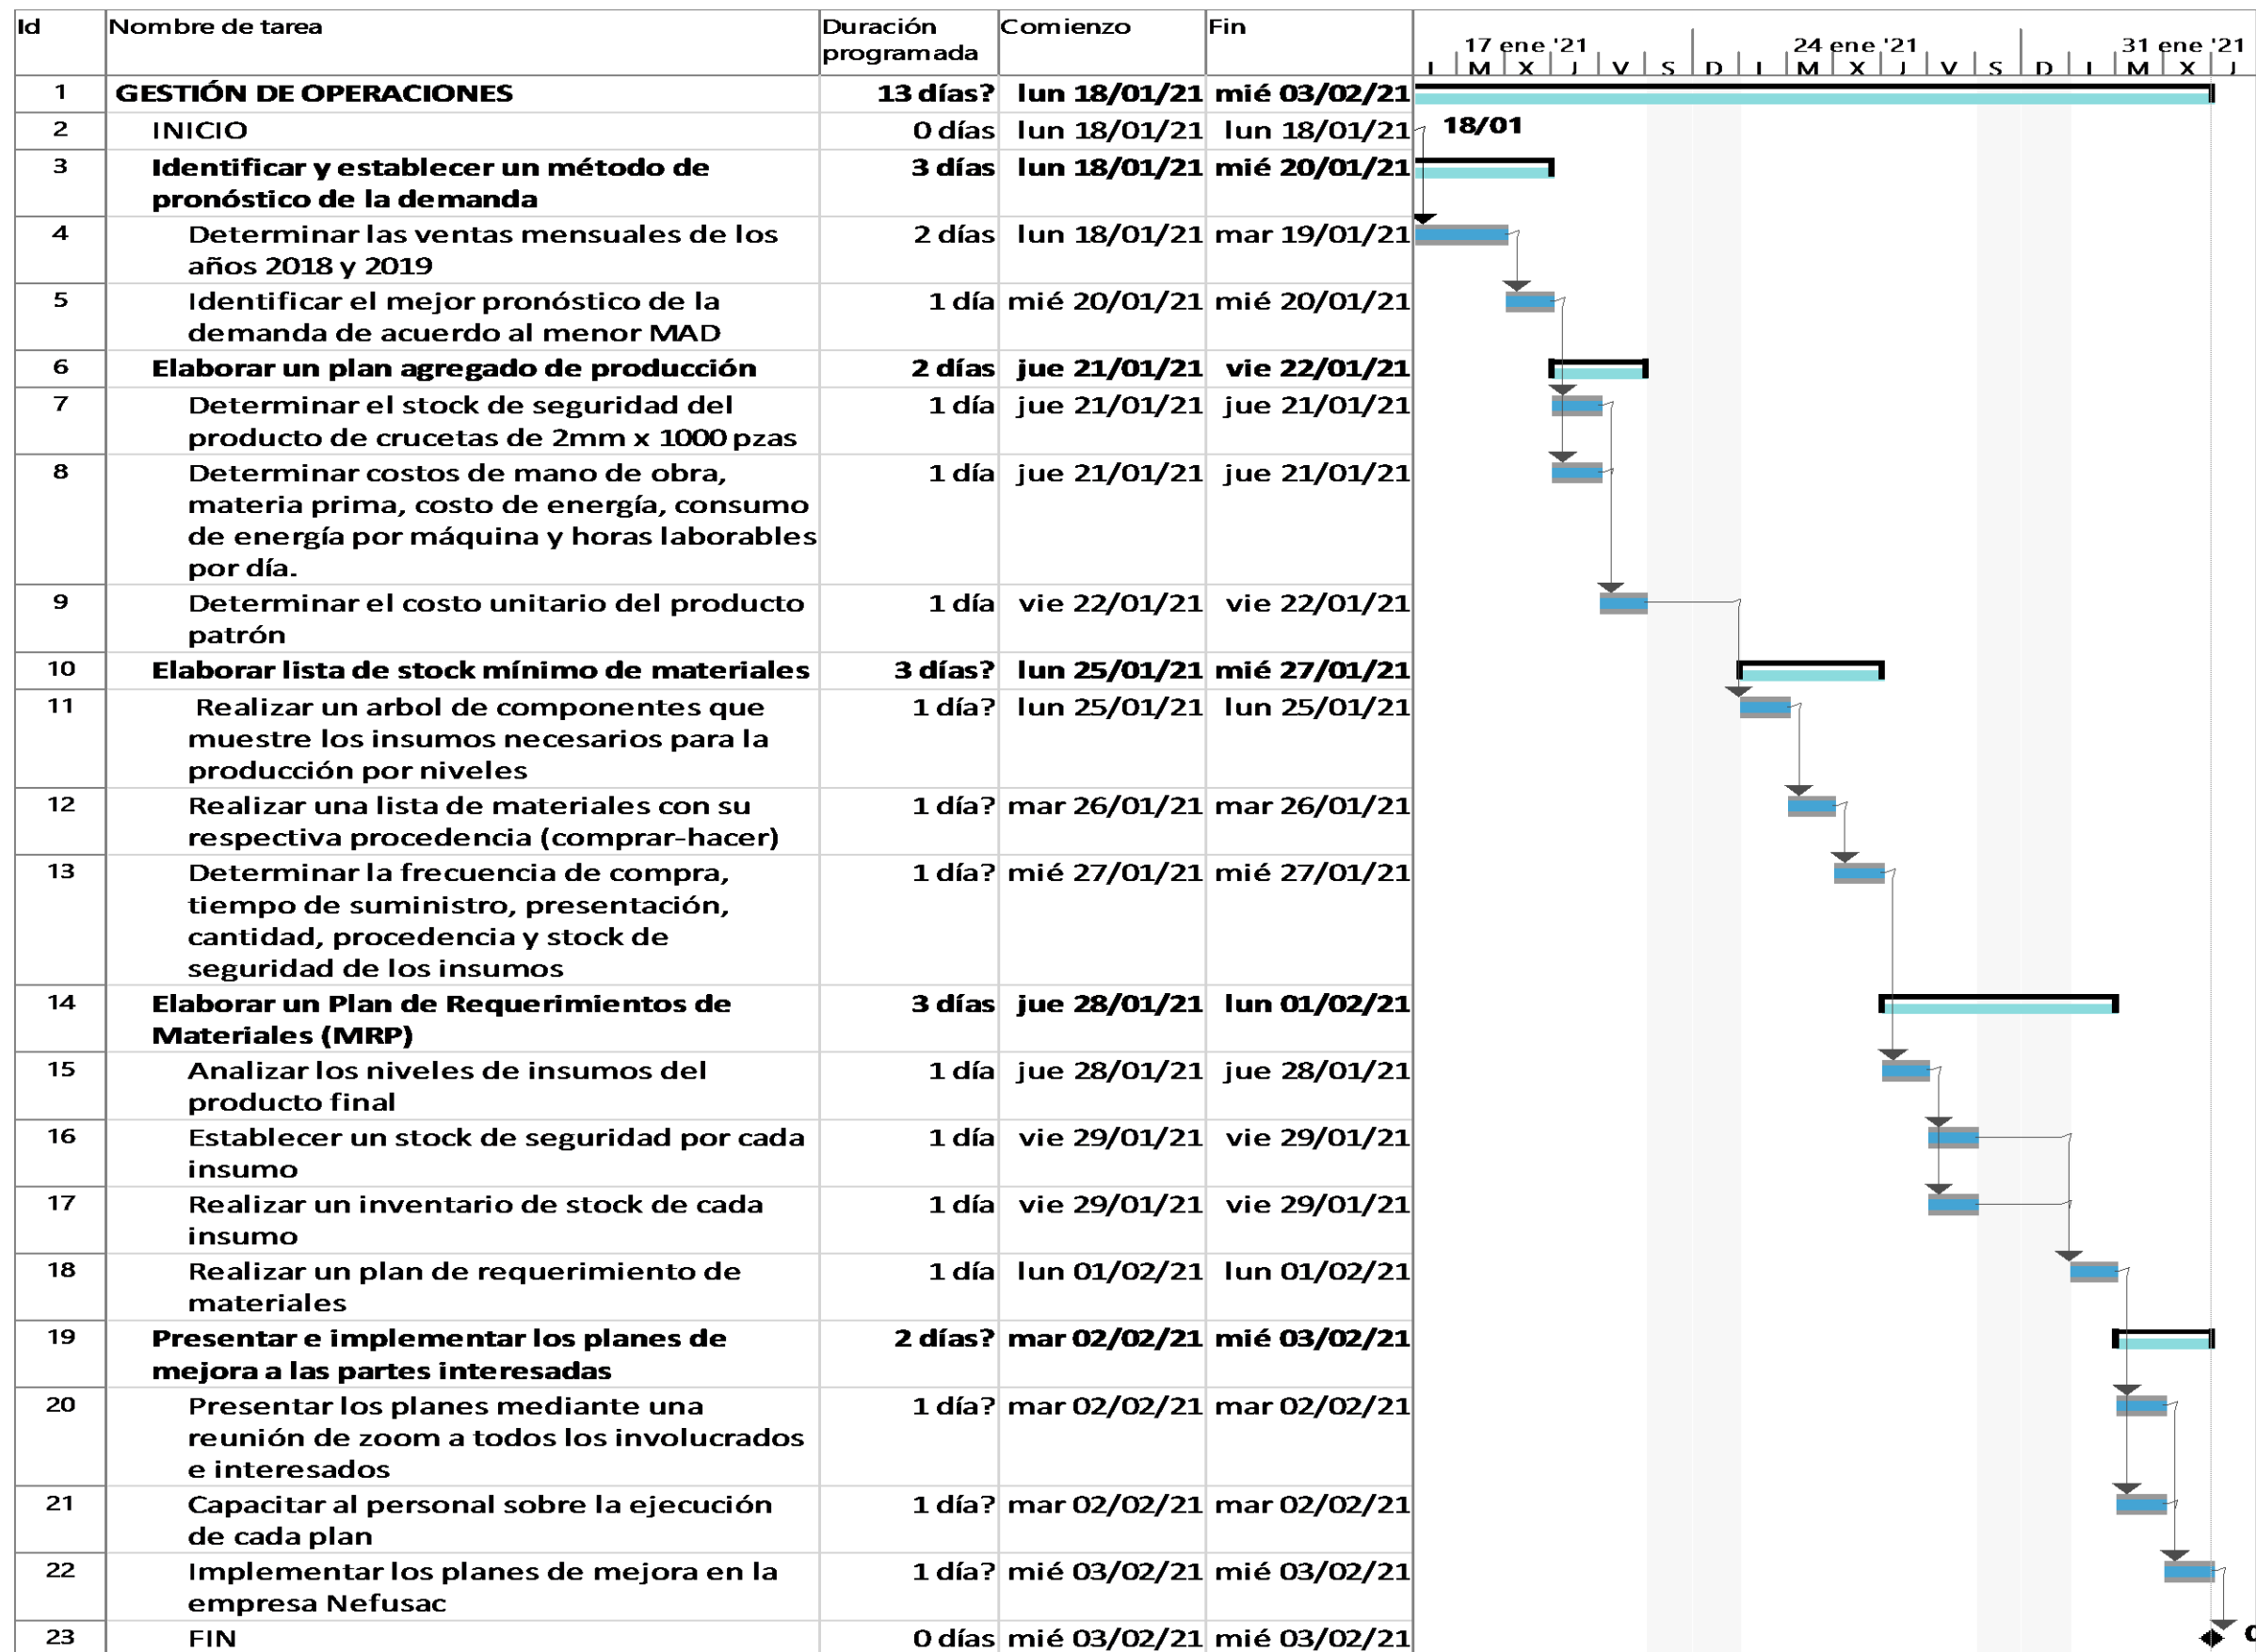 Id Nombre de tarea Duración programada Comienzo Fin
17 ene '21 24 ene '21 31 ene '21
L M X J V S D L M X J V S D L M X J
1 GESTIÓN DE OPERACIONES 13 días? lun 18/01/21 mié 03/02/21
2 INICIO 0 días lun 18/01/21 lun 18/01/21 18/01
3 Identificar y establecer un método de 3 días lun 18/01/21 mié 20/01/21
pronóstico de la demanda
4 Determinar las ventas mensuales de los 2 días lun 18/01/21 mar 19/01/21
años 2018 y 2019
5 Identificar el mejor pronóstico de la 1 día mié 20/01/21 mié 20/01/21
demanda de acuerdo al menor MAD
6 Elaborar un plan agregado de producción 2 días jue 21/01/21 vie 22/01/21
7 Determinar el stock de seguridad del 1 día jue 21/01/21 jue 21/01/21
producto de crucetas de 2mm x 1000 pzas
8 Determinar costos de mano de obra, 1 día jue 21/01/21 jue 21/01/21
materia prima, costo de energía, consumo
de energía por máquina y horas laborables
por día.
9 Determinar el costo unitario del producto 1 día vie 22/01/21 vie 22/01/21
patrón
10 Elaborar lista de stock mínimo de materiales 3 días? lun 25/01/21 mié 27/01/21
11 Realizar un arbol de componentes que 1 día? lun 25/01/21 lun 25/01/21
muestre los insumos necesarios para la
producción por niveles
12 Realizar una lista de materiales con su 1 día? mar 26/01/21 mar 26/01/21
respectiva procedencia (comprar-hacer)
13 Determinar la frecuencia de compra, 1 día? mié 27/01/21 mié 27/01/21
tiempo de suministro, presentación,
cantidad, procedencia y stock de
seguridad de los insumos
14 Elaborar un Plan de Requerimientos de 3 días jue 28/01/21 lun 01/02/21
Materiales (MRP)
15 Analizar los niveles de insumos del 1 día jue 28/01/21 jue 28/01/21
producto final
16 Establecer un stock de seguridad por cada 1 día vie 29/01/21 vie 29/01/21
insumo
17 Realizar un inventario de stock de cada 1 día vie 29/01/21 vie 29/01/21
insumo
18 Realizar un plan de requerimiento de 1 día lun 01/02/21 lun 01/02/21
materiales
19 Presentar e implementar los planes de 2 días? mar 02/02/21 mié 03/02/21
mejora a las partes interesadas
20 Presentar los planes mediante una 1 día? mar 02/02/21 mar 02/02/21
reunión de zoom a todos los involucrados
e interesados
21 Capacitar al personal sobre la ejecución 1 día? mar 02/02/21 mar 02/02/21
de cada plan
22 Implementar los planes de mejora en la 1 día? mié 03/02/21 mié 03/02/21
empresa Nefusac
23 FIN 0 días mié 03/02/21 mié 03/02/21